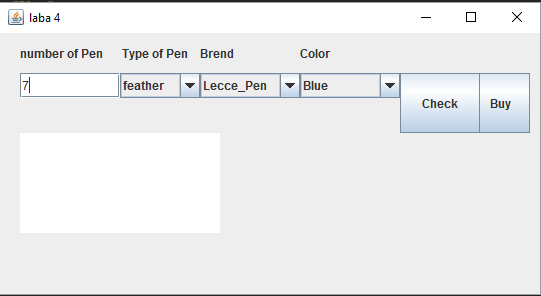 laba 4
number of Pen Type of Pen Brend Color
7 feather Lecce_Pen Blue Check Buy